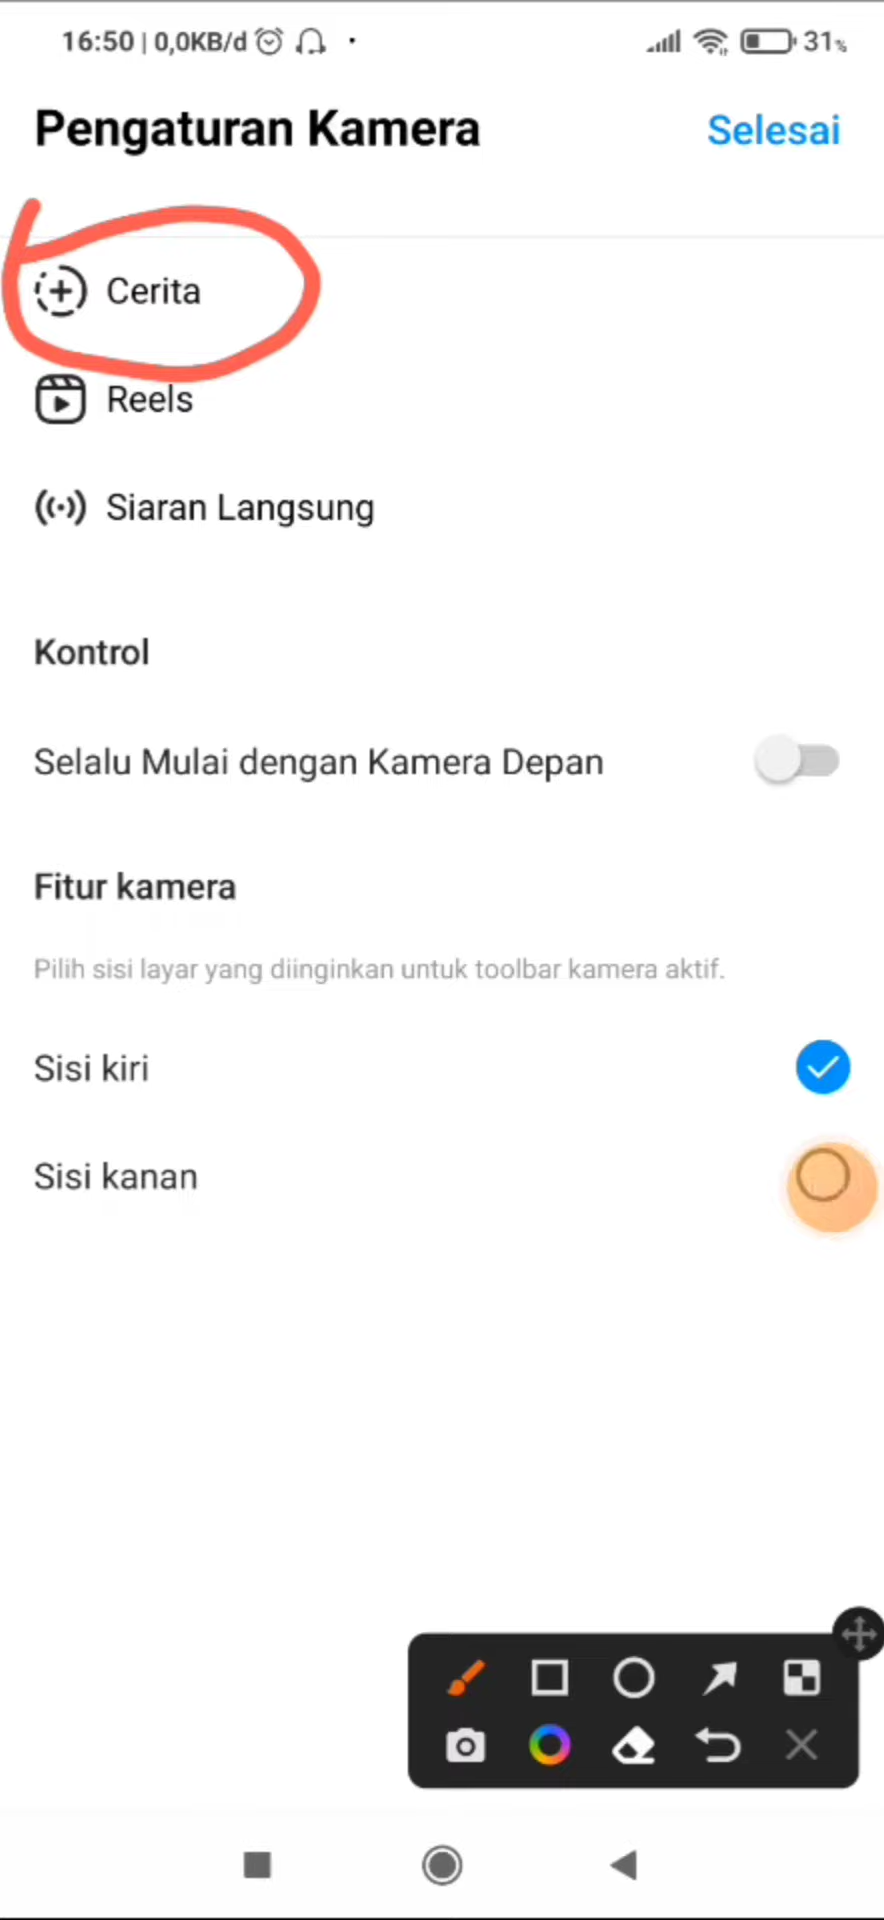 16:50 | 0,0KB/d
31%
Pengaturan Kamera
Selesai
Cerita
Reels
Siaran Langsung
Kontrol
Selalu Mulai dengan Kamera Depan
Fitur kamera
Pilih sisi layar yang diinginkan untuk toolbar kamera aktif.
Sisi kiri
Sisi kanan